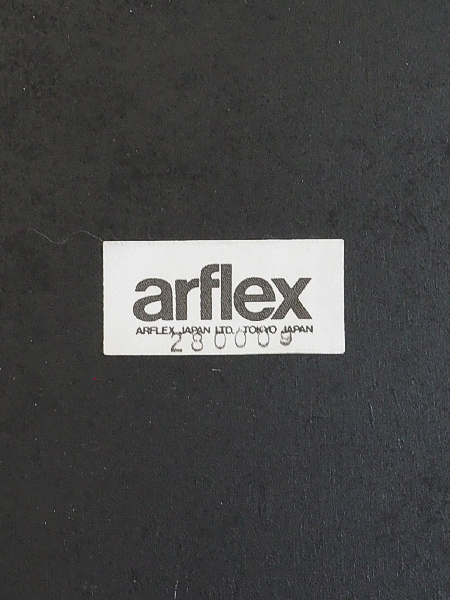 arflex
ARFLEX JAPAN LTD. TOKYO JAPAN
280009